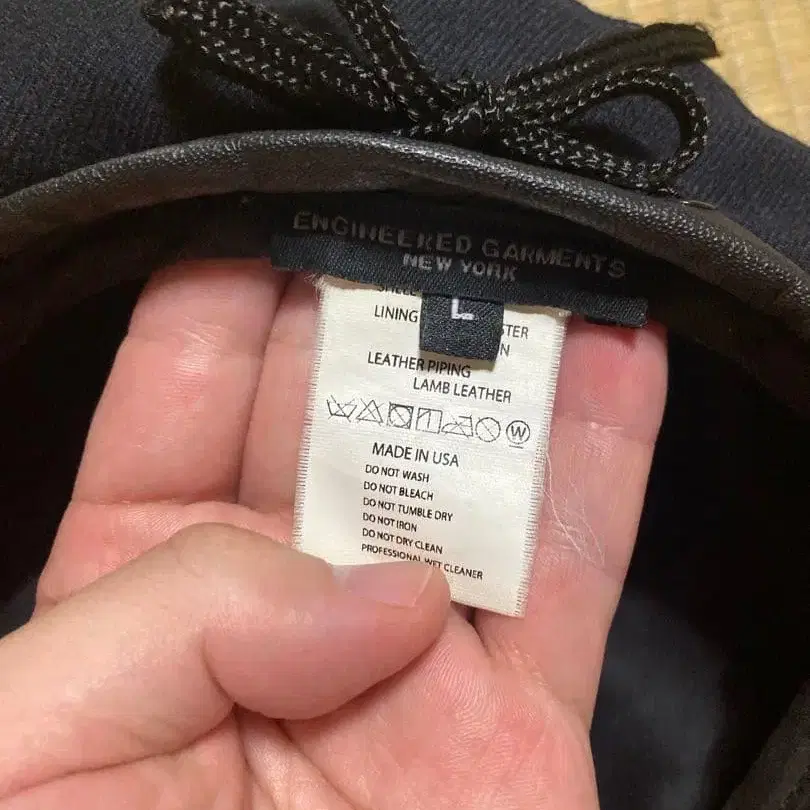 ENGINEERED GARMENTS
NEW YORK
L
LINING
LEATHER PIPING
LAMB LEATHER
W
MADE IN USA
DO NOT WASH
DO NOT BLEACH
DO NOT TUMBLE DRY
DO NOT IRON
DO NOT DRY CLEAN
PROFESSIONAL WET CLEANER